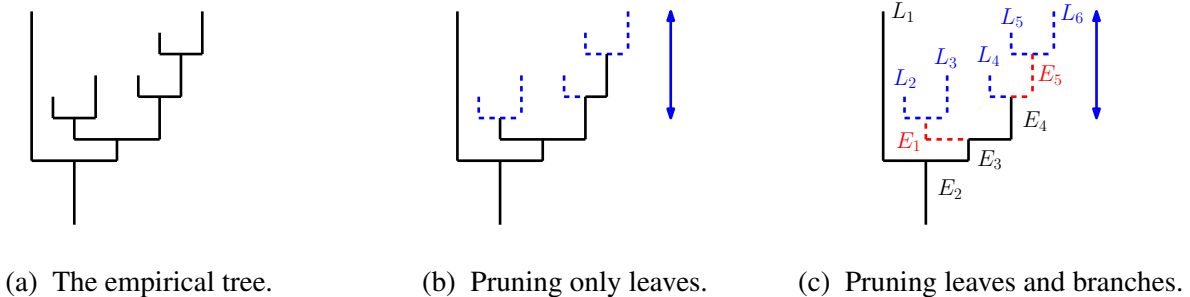 L₁
L₅
L₆
L₃
L₄
L₂
E₅
E₄
E₁
E₃
E₂
(a) The empirical tree.
(b) Pruning only leaves.
(c) Pruning leaves and branches.